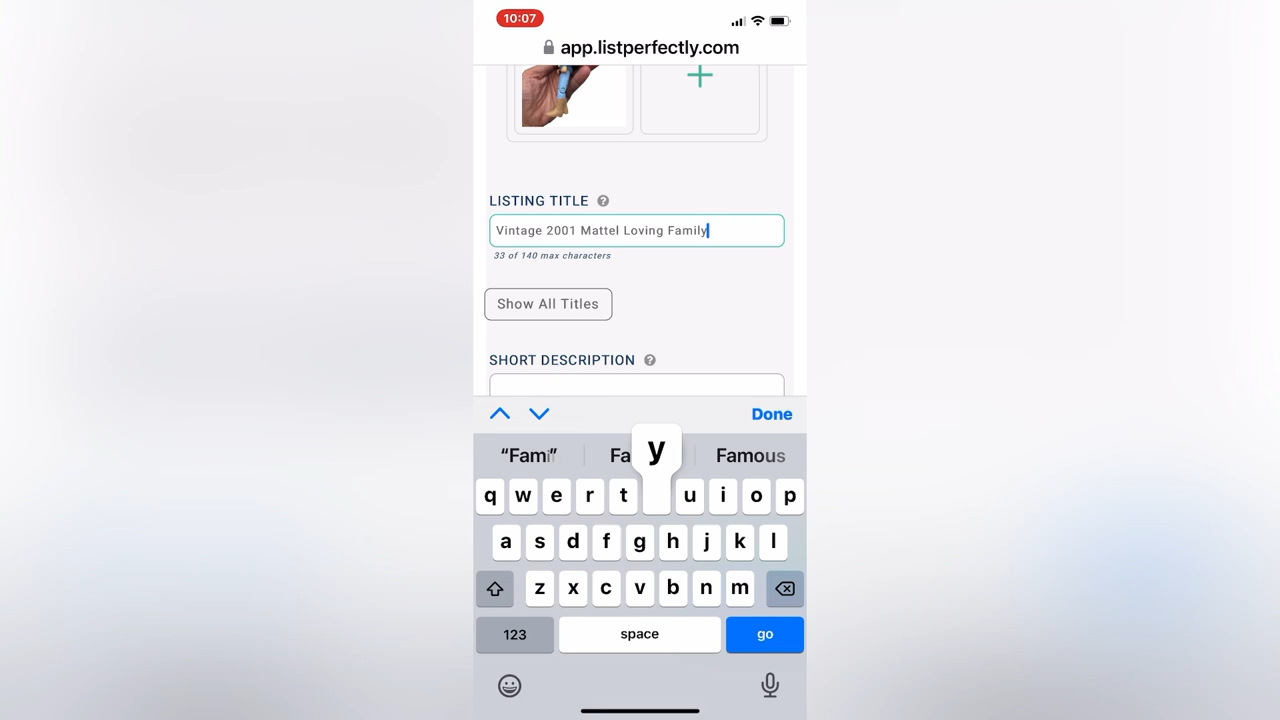 10:07
app.listperfectly.com
LISTING TITLE ?
Vintage 2001 Mattel Loving Family
33 of 140 max characters
Show All Titles
SHORT DESCRIPTION ?
Done
“Fami” Fa Famous
y
q w e r t u i o p
a s d f g h j k l
z x c v b n m
123 space go